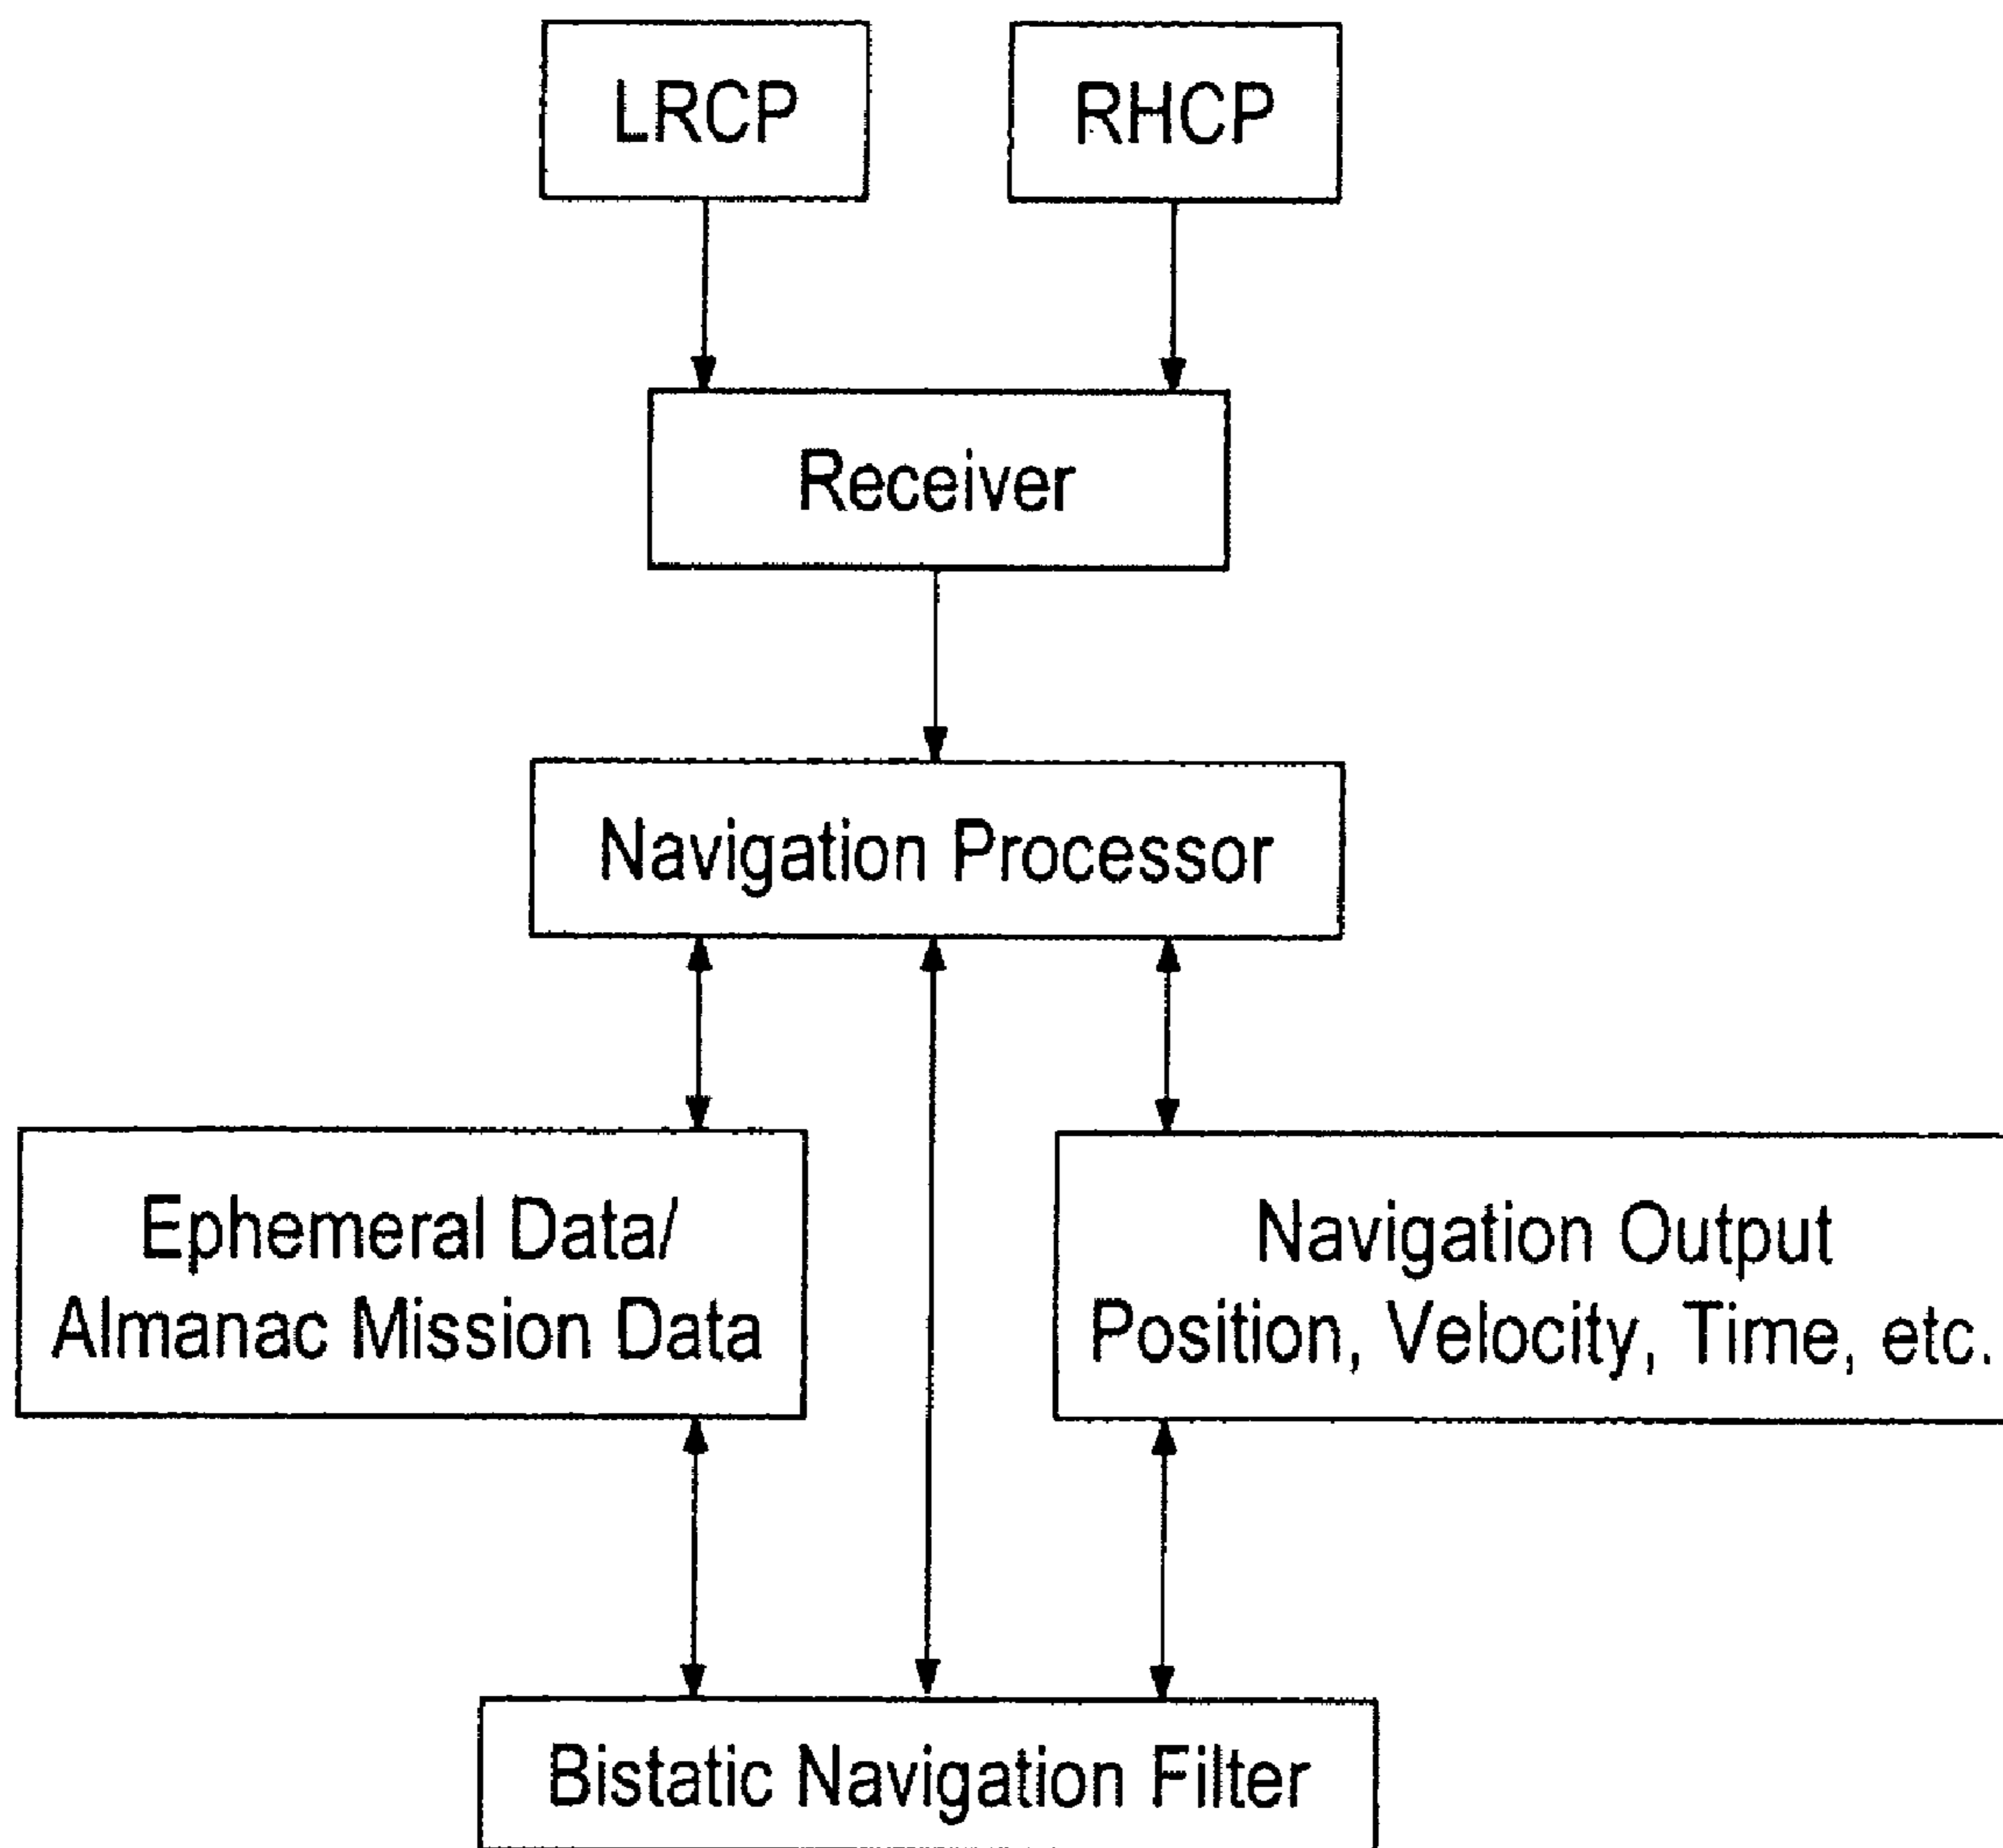 LRCP
RHCP
Receiver
Navigation Processor
Ephemeral Data/
Almanac Mission Data
Navigation Output
Position, Velocity, Time, etc.
Bistatic Navigation Filter